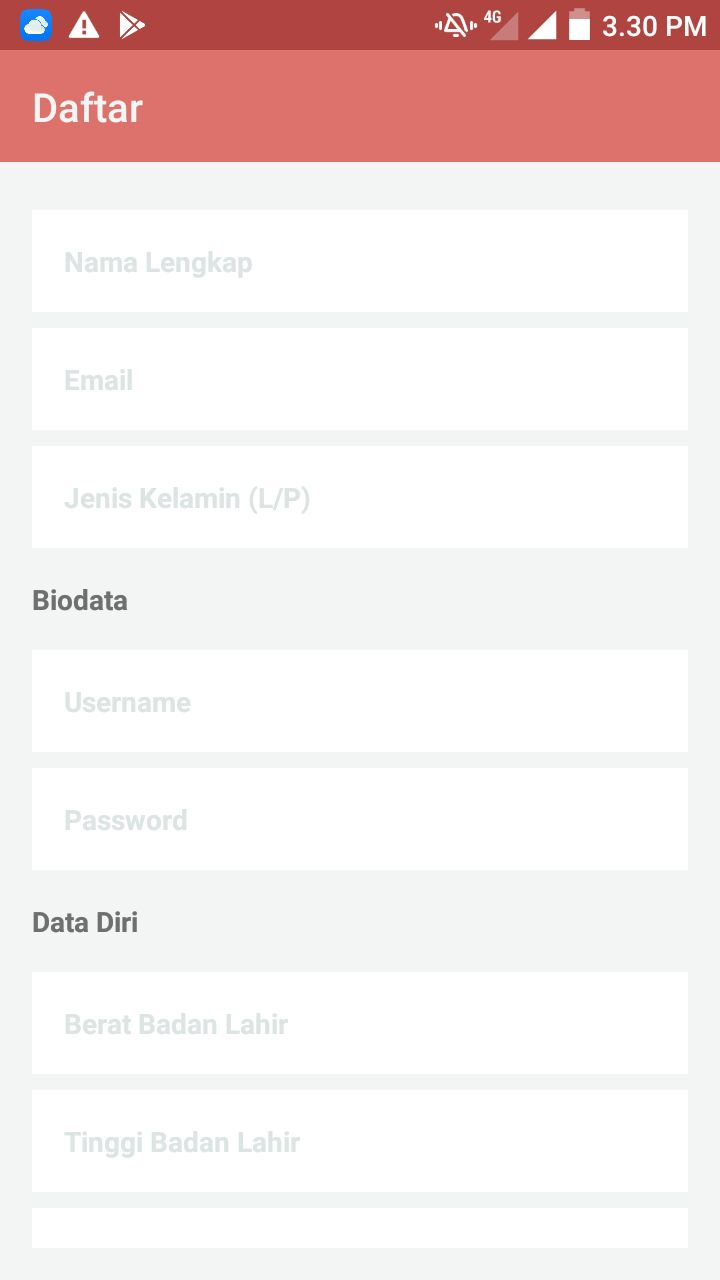 4G 3.30 PM
Daftar
Nama Lengkap
Email
Jenis Kelamin (L/P)
Biodata
Username
Password
Data Diri
Berat Badan Lahir
Tinggi Badan Lahir